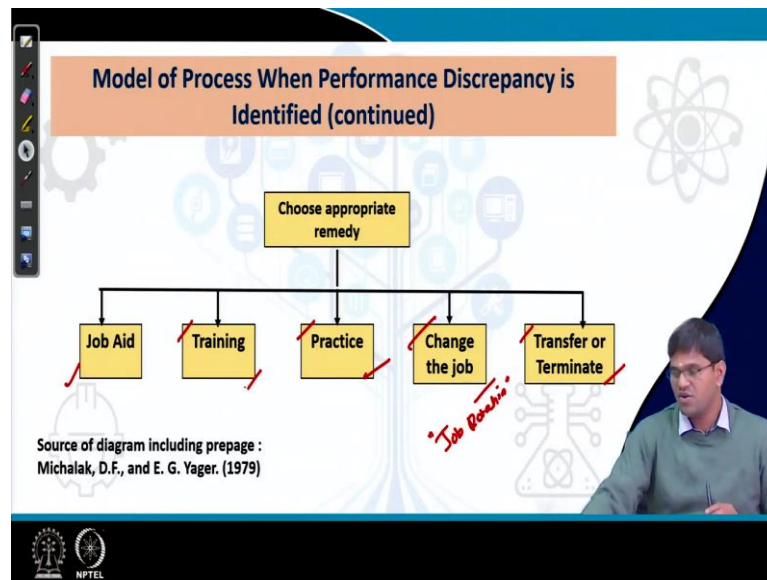 Model of Process When Performance Discrepancy is
Identified (continued)
Choose appropriate
remedy
Job Aid
Training
Practice
Change
the job
Transfer or
Terminate
"Job Rotation"
Source of diagram including prepage :
Michalak, D.F., and E. G. Yager. (1979)
NPTEL